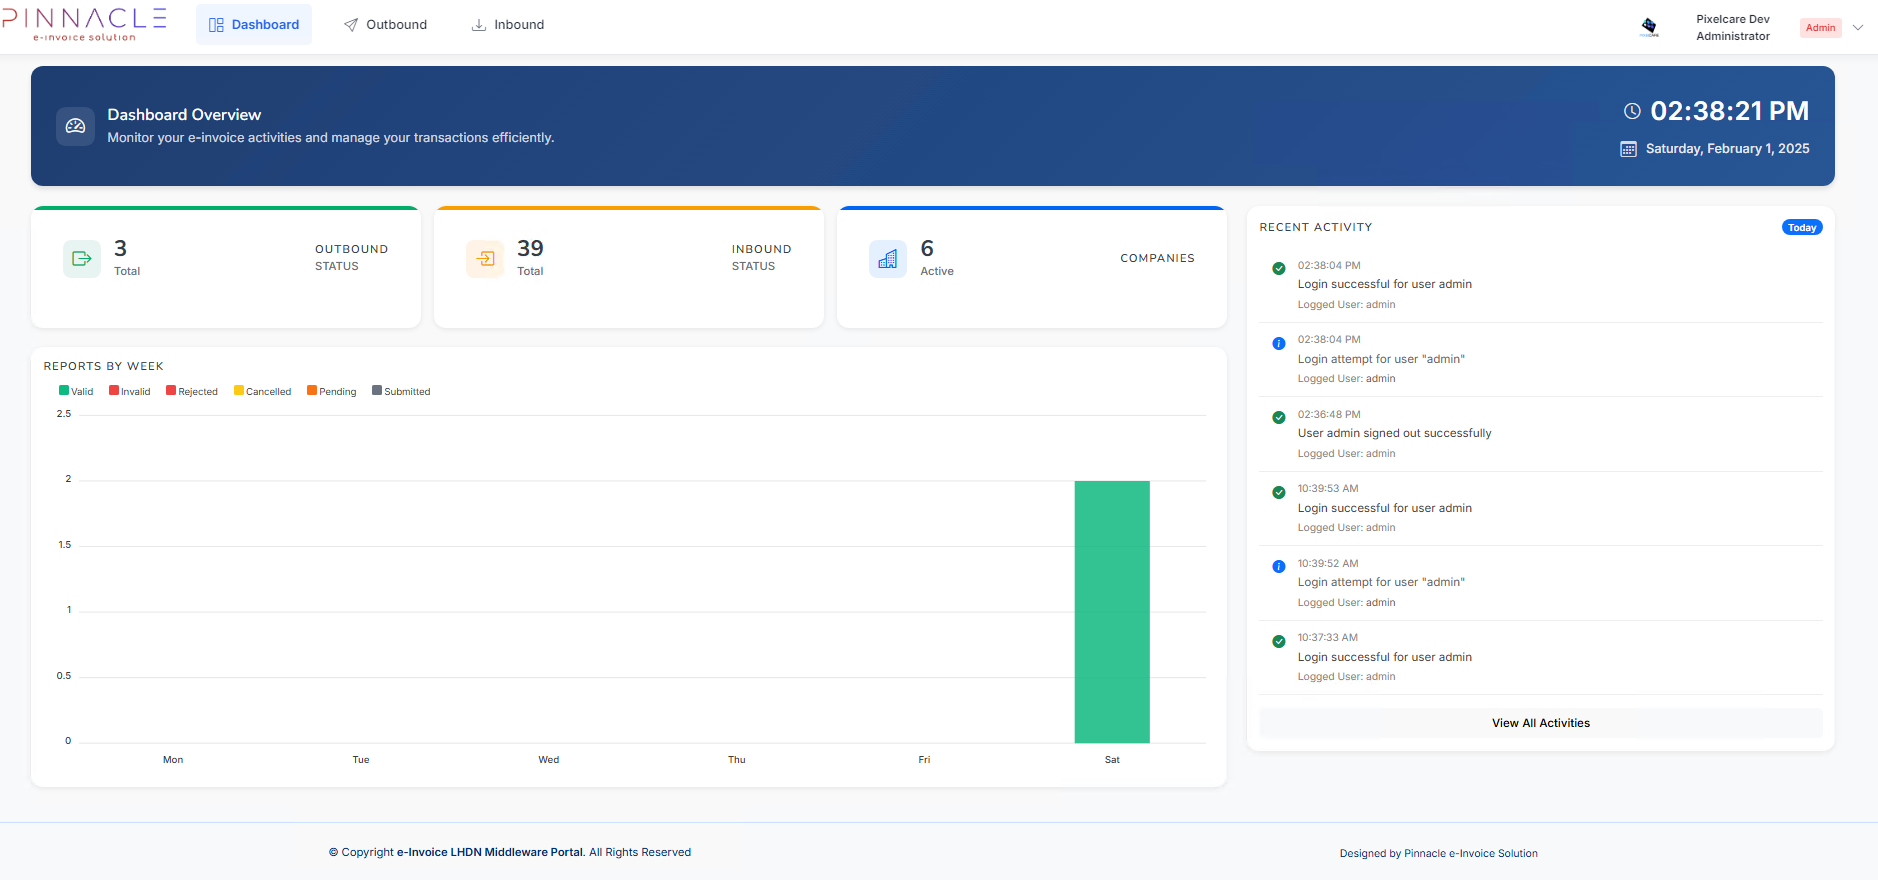 PINNACLE
e-invoice solution
Dashboard
Outbound
Inbound
Pixelcare Dev
Administrator
Admin
Dashboard Overview
Monitor your e-invoice activities and manage your transactions efficiently.
02:38:21 PM
Saturday, February 1, 2025
3
Total
OUTBOUND
STATUS
39
Total
INBOUND
STATUS
6
Active
COMPANIES
REPORTS BY WEEK
Valid Invalid Rejected Cancelled Pending Submitted
2.5
2
1.5
1
0.5
0
Mon Tue Wed Thu Fri Sat
RECENT ACTIVITY
Today
02:38:04 PM
Login successful for user admin
Logged User: admin
02:38:04 PM
Login attempt for user "admin"
Logged User: admin
02:36:48 PM
User admin signed out successfully
Logged User: admin
10:39:53 AM
Login successful for user admin
Logged User: admin
10:39:52 AM
Login attempt for user "admin"
Logged User: admin
10:37:33 AM
Login successful for user admin
Logged User: admin
View All Activities
© Copyright e-Invoice LHDN Middleware Portal. All Rights Reserved
Designed by Pinnacle e-Invoice Solution